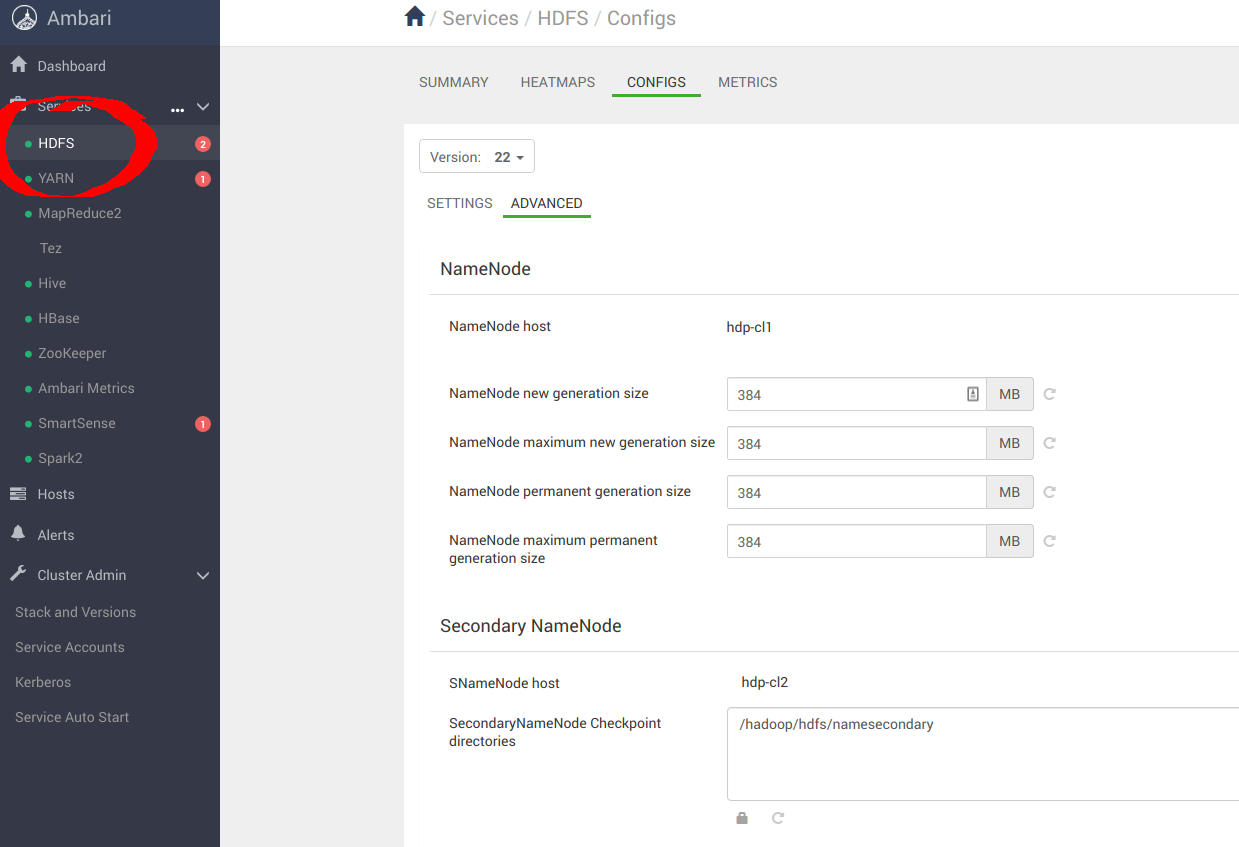 Ambari
Dashboard
Services ...
HDFS 2
YARN 1
MapReduce2
Tez
Hive
HBase
ZooKeeper
Ambari Metrics
SmartSense 1
Spark2
Hosts
Alerts
Cluster Admin
Stack and Versions
Service Accounts
Kerberos
Service Auto Start
/ Services / HDFS / Configs
SUMMARY HEATMAPS CONFIGS METRICS
Version: 22
SETTINGS ADVANCED
NameNode
NameNode host hdp-cl1
NameNode new generation size 384 MB
NameNode maximum new generation size 384 MB
NameNode permanent generation size 384 MB
NameNode maximum permanent
generation size 384 MB
Secondary NameNode
SNameNode host hdp-cl2
SecondaryNameNode Checkpoint
directories
/hadoop/hdfs/namesecondary